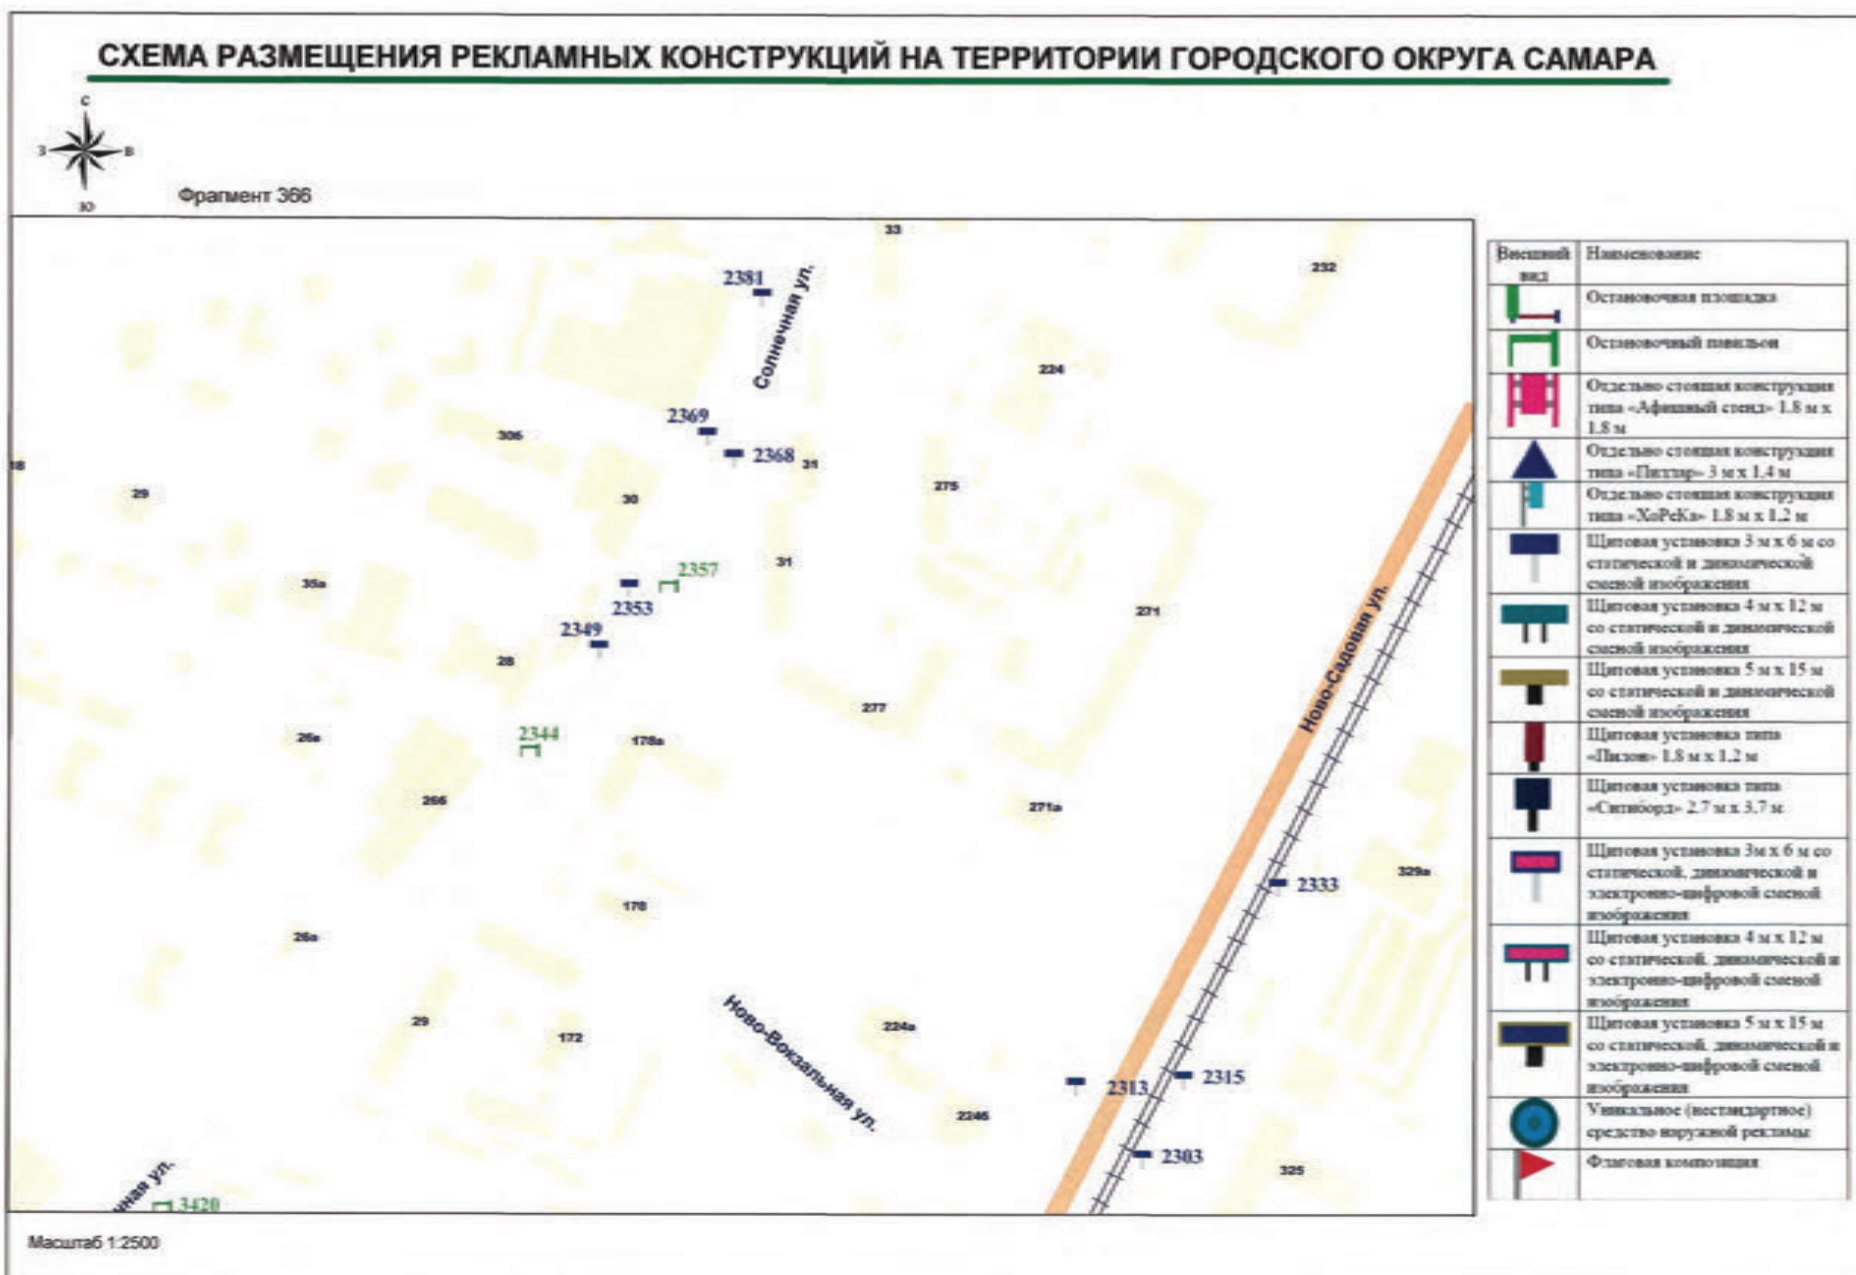 СХЕМА РАЗМЕЩЕНИЯ РЕКЛАМНЫХ КОНСТРУКЦИЙ НА ТЕРРИТОРИИ ГОРОДСКОГО ОКРУГА САМАРА
С
З В
Ю
Фрагмент 366
33
232
2381
Солнечная ул.
224
2369
306
2368
31
18
29
30
275
31
2357
35а
2353
271
2349
28
Ново-Садовая ул.
277
2344
26в
178а
266
271а
329а
2333
178
26а
29
172
Ново-Вокзальная ул.
224а
2313
2315
2246
2303
325
чная ул.
3420
Масштаб 1:2500
Внешний вид
Наименование
Остановочная площадка
Остановочный павильон
Отдельно стоящая конструкция
типа «Афишный стенд» 1.8 м х
1.8 м
Отдельно стоящая конструкция
типа «Пиллар» 3 м х 1.4 м
Отдельно стоящая конструкция
типа «ХоРеКа» 1.8 м х 1.2 м
Щитовая установка 3 м х 6 м со
статической и динамической
сменой изображения
Щитовая установка 4 м х 12 м
со статической и динамической
сменой изображения
Щитовая установка 5 м х 15 м
со статической и динамической
сменой изображения
Щитовая установка типа
«Пилон» 1.8 м х 1.2 м
Щитовая установка типа
«Ситиборд» 2.7 м х 3.7 м
Щитовая установка 3м х 6 м со
статической, динамической и
электронно-цифровой сменой
изображения
Щитовая установка 4 м х 12 м
со статической, динамической и
электронно-цифровой сменой
изображения
Щитовая установка 5 м х 15 м
со статической, динамической и
электронно-цифровой сменой
изображения
Уникальное (нестандартное)
средство наружной рекламы
Флаговая композиция